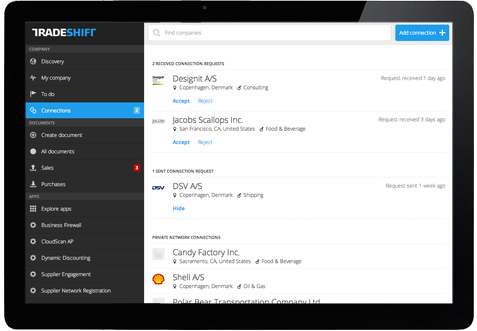 TRADESHIFT
Find companies
Add connection +
COMPANY
Discovery
My company
To do
Connections 2
DOCUMENTS
Create document
All documents
Sales 3
Purchases
APPS
Explore apps
Business Firewall
CloudScan AP
Dynamic Discounting
Supplier Engagement
Supplier Network Registration
2 RECEIVED CONNECTION REQUESTS
Designit
Designit A/S
Request received 1 day ago
Copenhagen, Denmark Consulting
Accept Reject
JACOBS
Jacobs Scallops Inc.
Request received 3 days ago
San Francisco, CA, United States Food & Beverage
Accept Reject
1 SENT CONNECTION REQUEST
DSV
DSV A/S
Request sent 1 week ago
Copenhagen, Denmark Shipping
Hide
PRIVATE NETWORK CONNECTIONS
Candy Factory Inc.
Sacramento, CA, United States Food & Beverage
Shell A/S
Copenhagen, Denmark Oil & Gas
Polar Bear Transportation Company Ltd